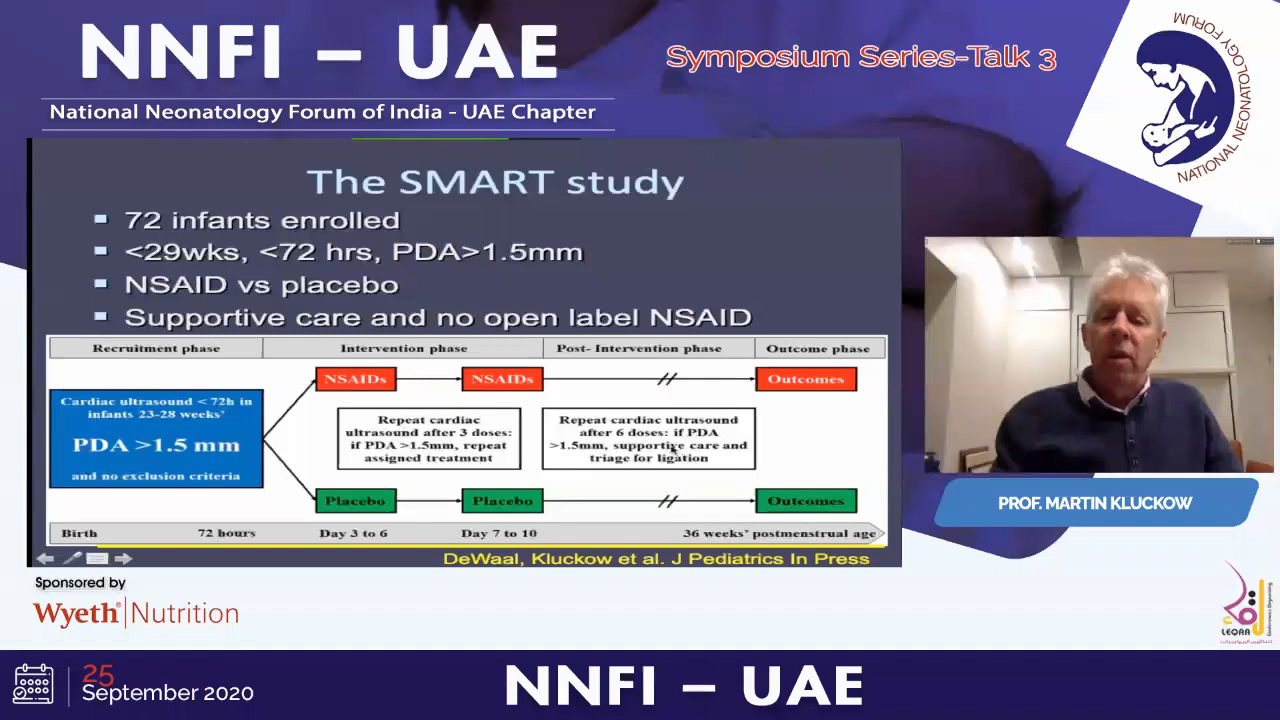 NNFI – UAE
Symposium Series-Talk 3
National Neonatology Forum of India - UAE Chapter
NATIONAL NEONATOLOGY FORUM
The SMART study
72 infants enrolled
<29wks, <72 hrs, PDA>1.5mm
NSAID vs placebo
Supportive care and no open label NSAID
Recruitment phase
Intervention phase
Post- Intervention phase
Outcome phase
Cardiac ultrasound < 72h in
infants 23-28 weeks'
PDA >1.5 mm
and no exclusion criteria
NSAIDs
NSAIDs
Outcomes
Repeat cardiac
ultrasound after 3 doses:
if PDA >1.5mm, repeat
assigned treatment
Repeat cardiac ultrasound
after 6 doses: if PDA
>1.5mm, supportive care and
triage for ligation
Placebo
Placebo
Outcomes
Birth
72 hours
Day 3 to 6
Day 7 to 10
36 weeks' postmenstrual age
DeWaal, Kluckow et al. J Pediatrics In Press
PROF. MARTIN KLUCKOW
Sponsored by
Wyeth® Nutrition
LEQAA
25
September 2020
NNFI – UAE